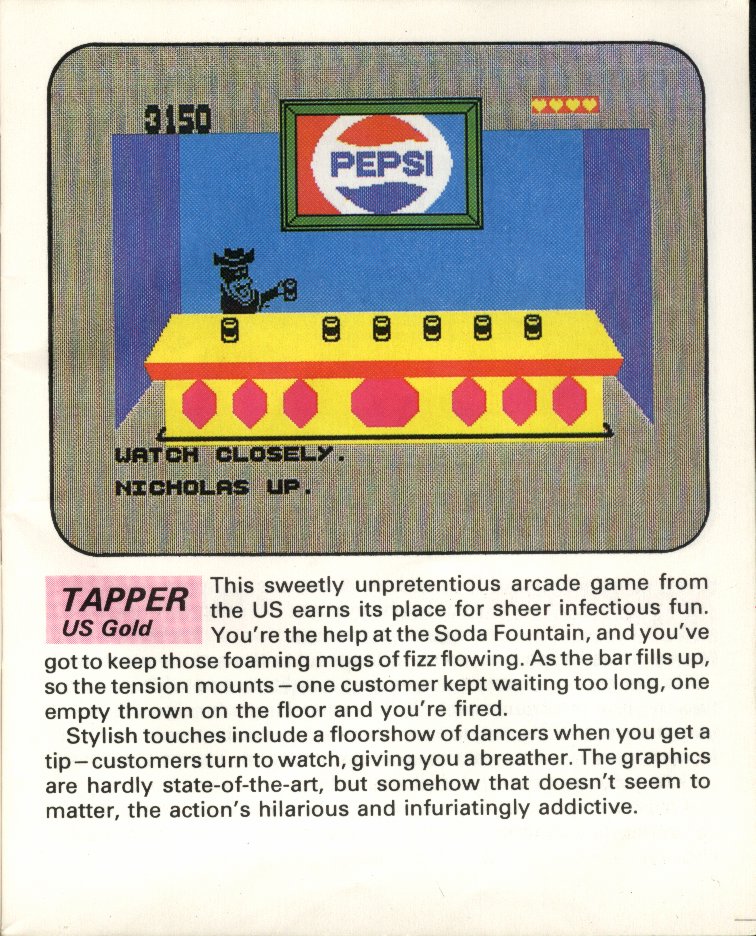 3150
PEPSI
WATCH CLOSELY.
NICHOLAS UP.
TAPPER
US Gold
This sweetly unpretentious arcade game from
the US earns its place for sheer infectious fun.
You're the help at the Soda Fountain, and you've
got to keep those foaming mugs of fizz flowing. As the bar fills up,
so the tension mounts – one customer kept waiting too long, one
empty thrown on the floor and you're fired.
Stylish touches include a floorshow of dancers when you get a
tip – customers turn to watch, giving you a breather. The graphics
are hardly state-of-the-art, but somehow that doesn't seem to
matter, the action's hilarious and infuriatingly addictive.